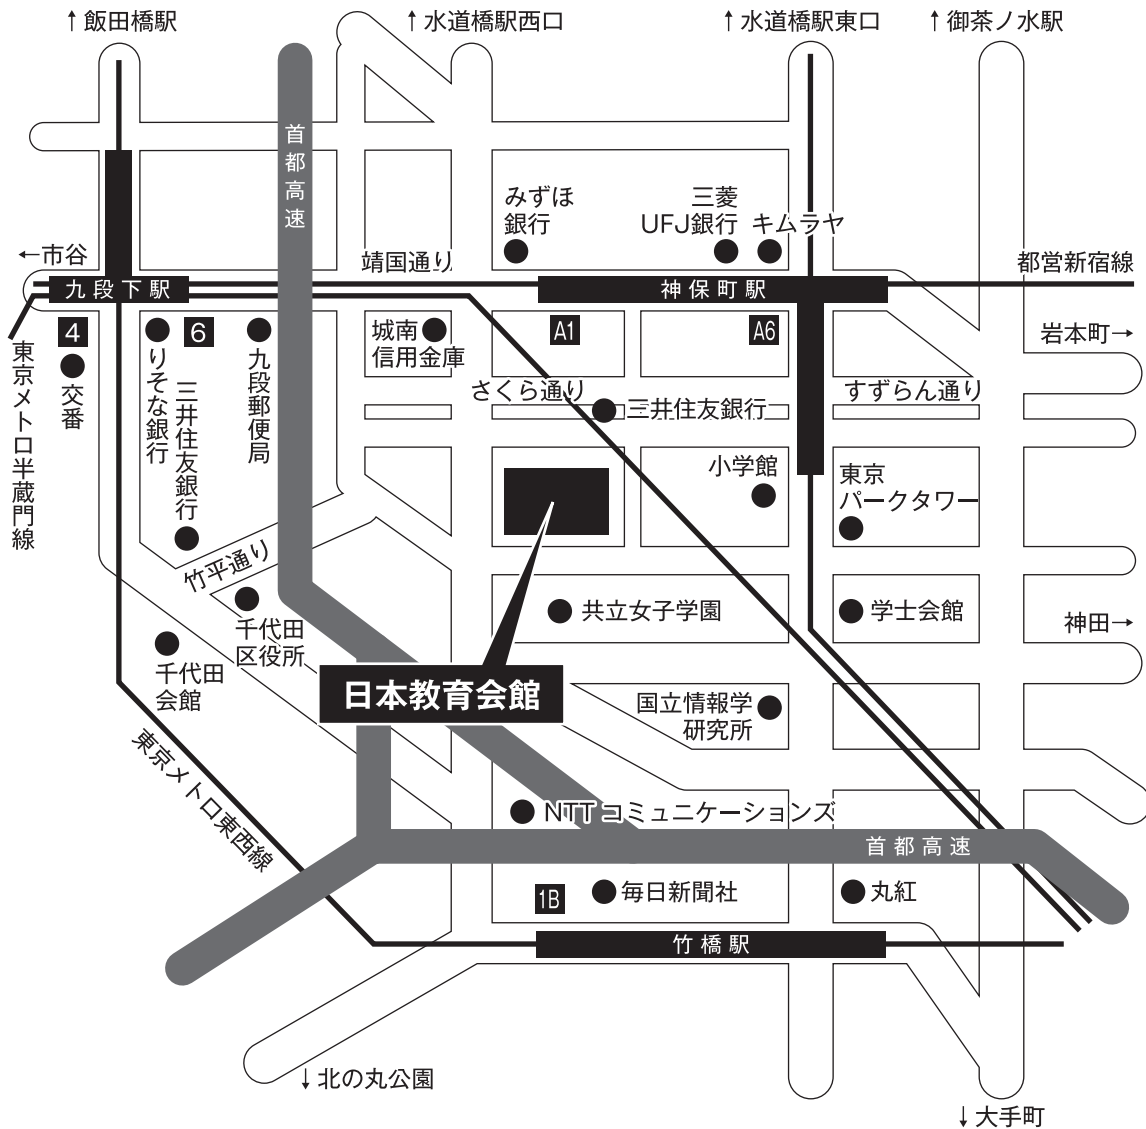 ↑飯田橋駅
↑水道橋駅西口
↑水道橋駅東口
↑御茶ノ水駅
首都高速
みずほ
銀行
三菱
UFJ銀行
キムラヤ
←市谷
靖国通り
都営新宿線
九段下駅
神保町駅
4
6
A1
A6
岩本町→
城南
信用金庫
東京メトロ半蔵門線
交番
りそな銀行
三井住友銀行
九段郵便局
さくら通り
すずらん通り
三井住友銀行
小学館
東京
パークタワー
竹平通り
千代田
区役所
共立女子学園
学士会館
神田→
千代田
会館
日本教育会館
国立情報学
研究所
東京メトロ東西線
NTTコミュニケーションズ
首都高速
1B
毎日新聞社
丸紅
竹橋駅
↓北の丸公園
↓大手町